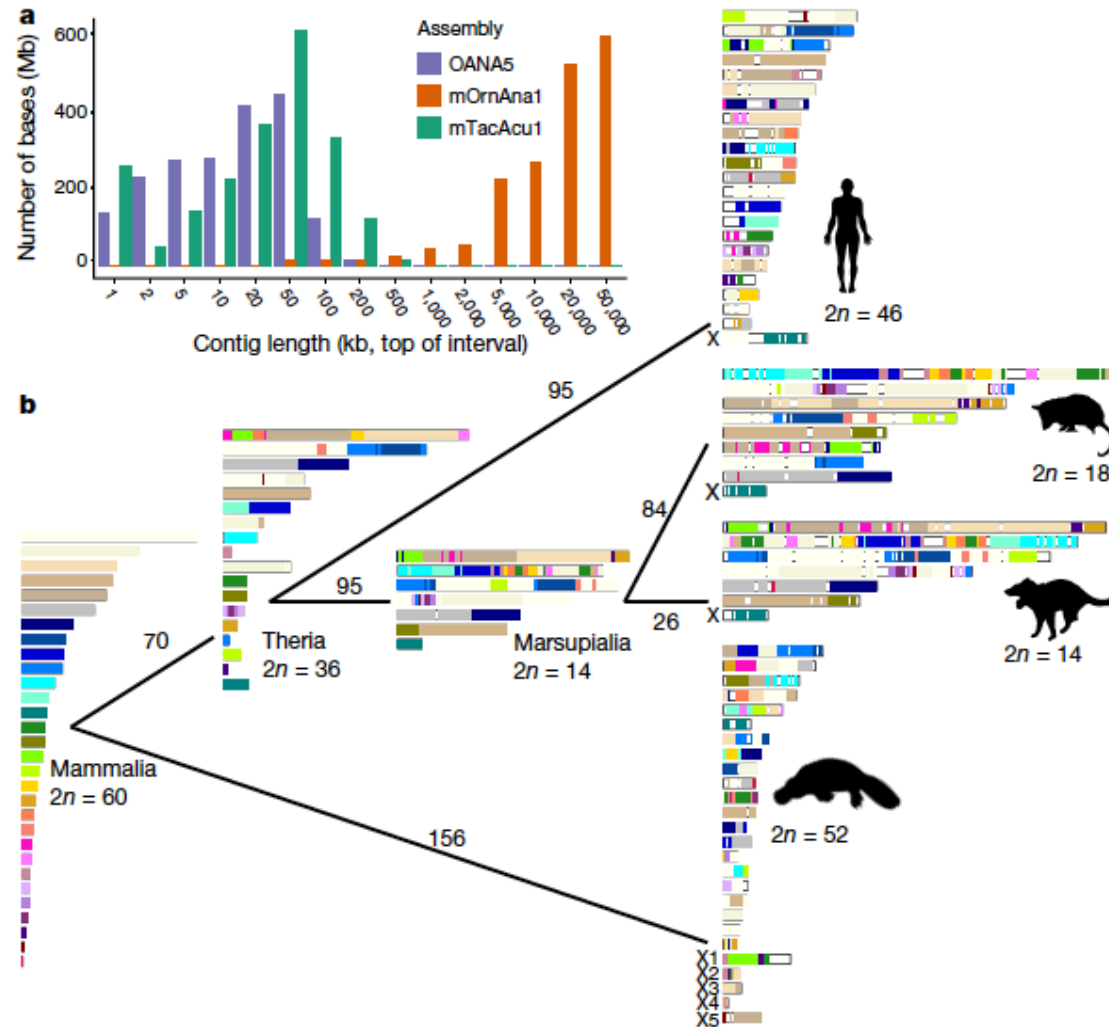 a
Number of bases (Mb)
600
400
200
0
Assembly
OANA5
mOrnAna1
mTacAcu1
1
2
5
10
20
50
100
200
500
1,000
2,000
5,000
10,000
20,000
50,000
Contig length (kb, top of interval)
b
Mammalia
2n = 60
70
Theria
2n = 36
95
95
Marsupialia
2n = 14
84
26
156
X
2n = 46
X
2n = 18
X
2n = 14
2n = 52
X1
X2
X3
X4
X5